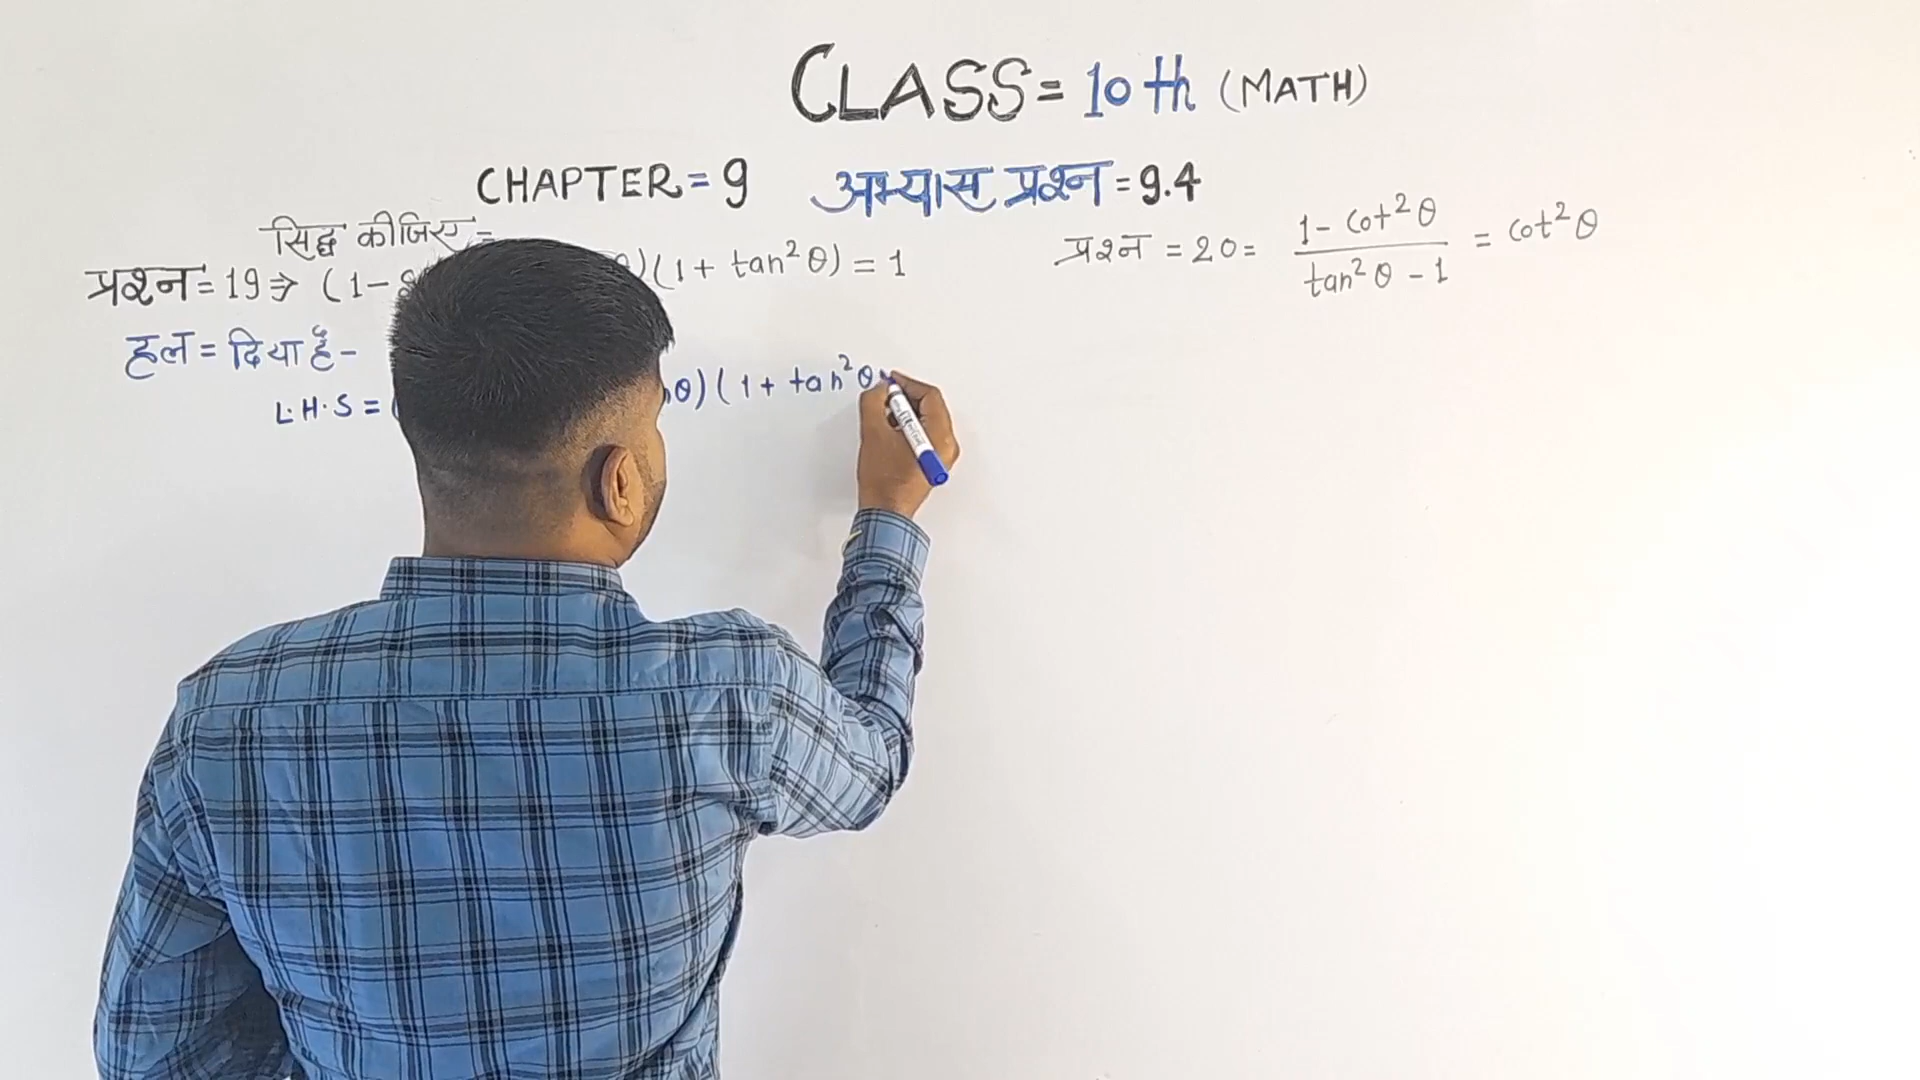 CLASS = 10th (MATH)
CHAPTER = 9 अभ्यास प्रश्न = 9.4
सिद्ध कीजिए =
प्रश्न = 19 ⇒ (1- θ)(1 + tan²θ) = 1
हल = दिया है -
L.H.S = ( θ)(1 + tan²θ
प्रश्न = 20 = (1 - cot²θ)/(tan²θ - 1) = cot²θ